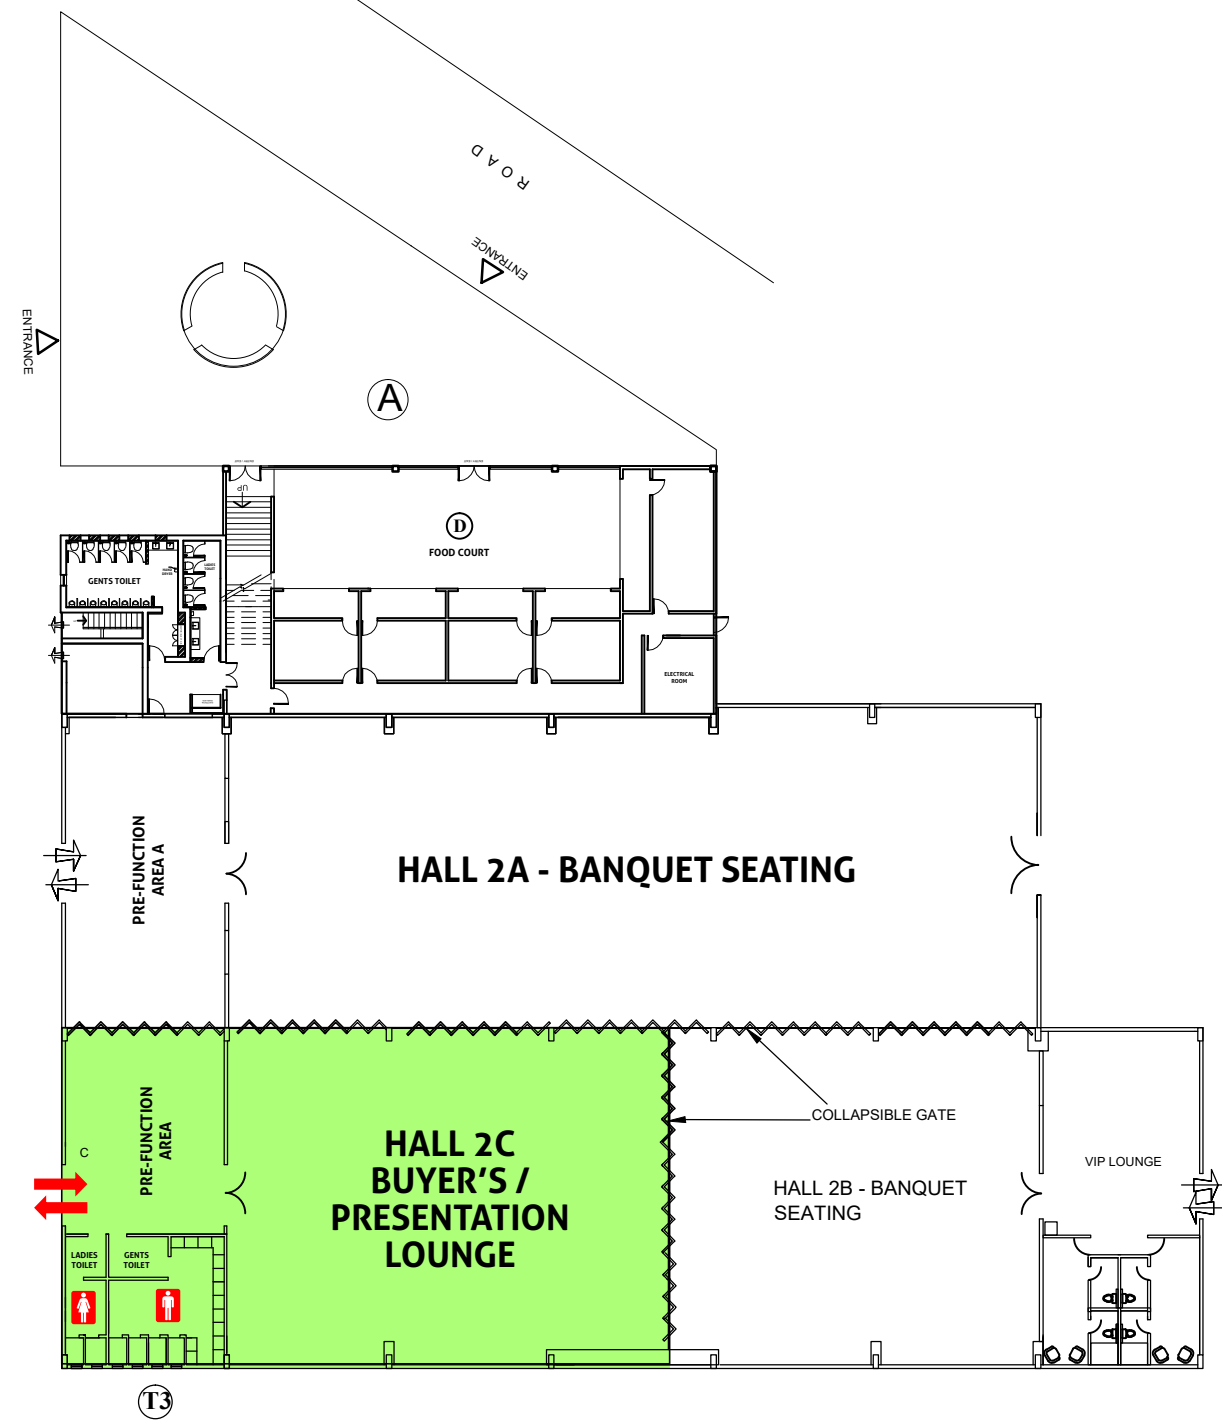 ROAD
ENTRANCE
ENTRANCE
A
UP
D
FOOD COURT
LADIES
TOILET
GENTS TOILET
ELECTRICAL
ROOM
PRE-FUNCTION
AREA A
HALL 2A - BANQUET SEATING
COLLAPSIBLE GATE
PRE-FUNCTION
AREA
C
HALL 2C
BUYER'S /
PRESENTATION
LOUNGE
HALL 2B - BANQUET
SEATING
VIP LOUNGE
LADIES
TOILET
GENTS
TOILET
T3